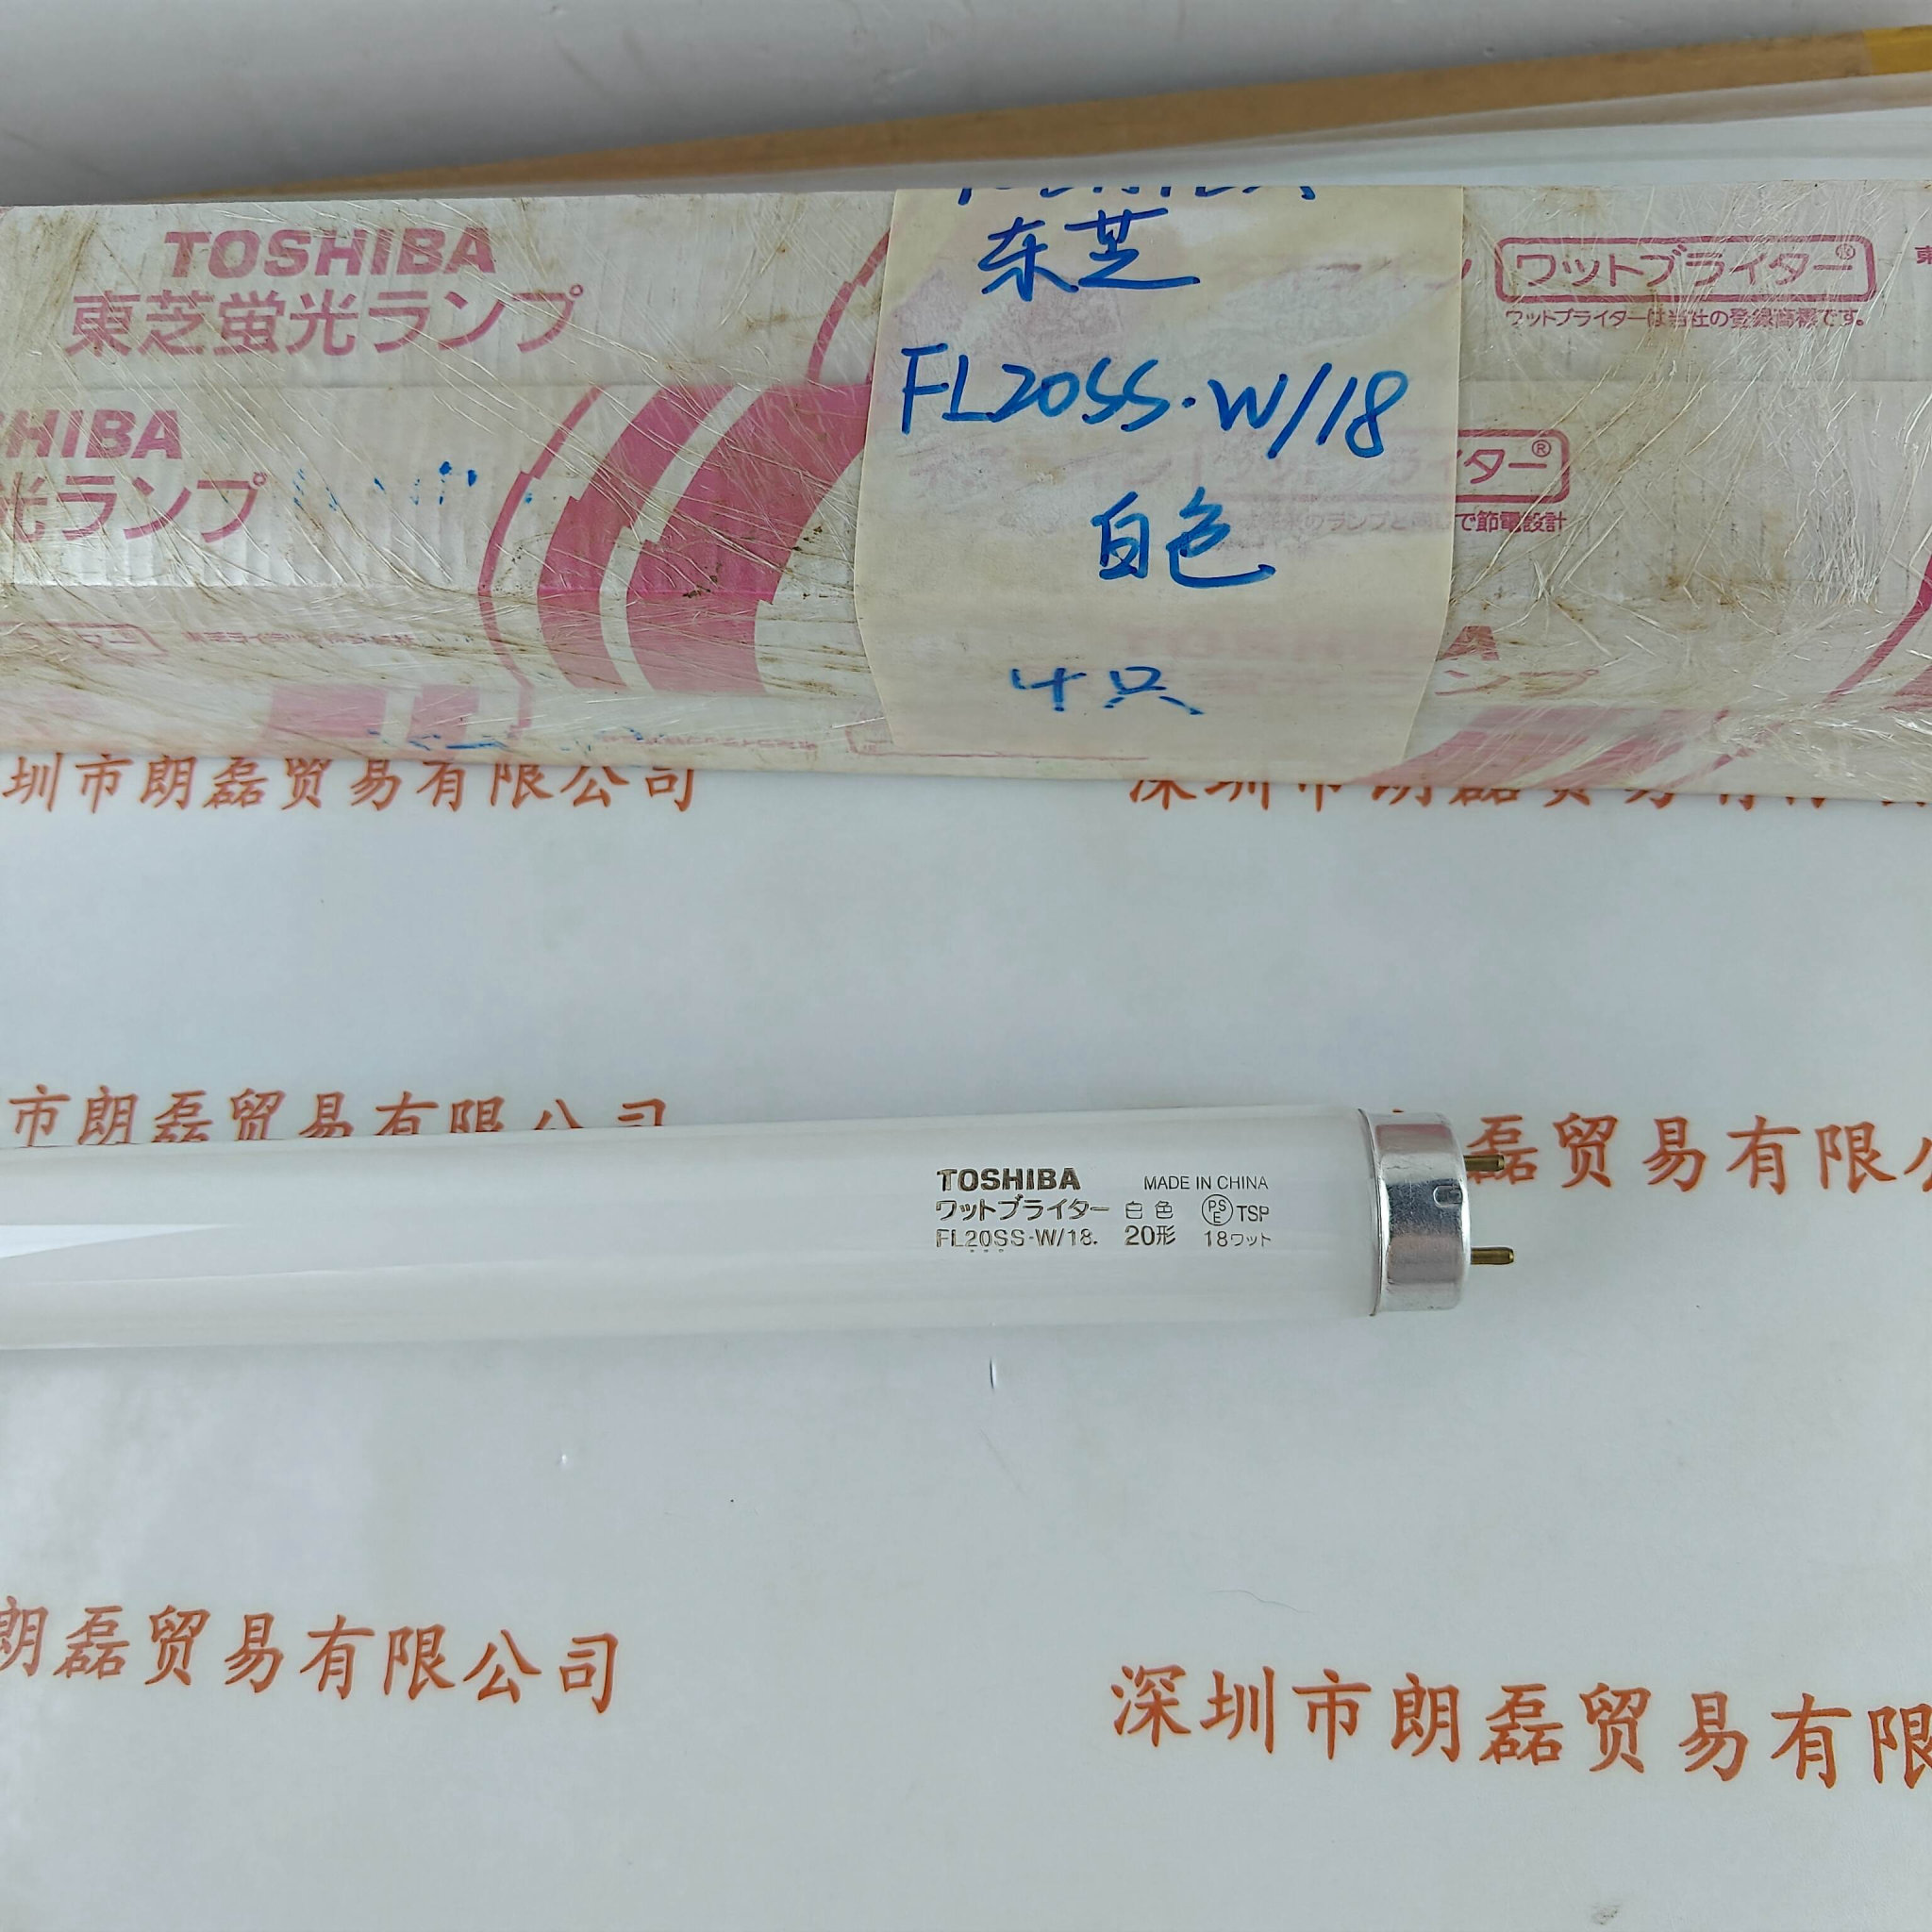 TOSHIBA
東芝蛍光ランプ
ワットブライター®
ワットブライターは当社の登録商標です。
东芝
FL20SS·W/18
白色
4只
HIBA
光ランプ
ター®
で節電設計
圳市朗磊贸易有限公司
深圳市朗磊贸易有限
市朗磊贸易有限公司
磊贸易有限公
TOSHIBA MADE IN CHINA
ワットブライター 白色 PSE TSP
FL20SS-W/18. 20形 18ワット
朗磊贸易有限公司
深圳市朗磊贸易有限